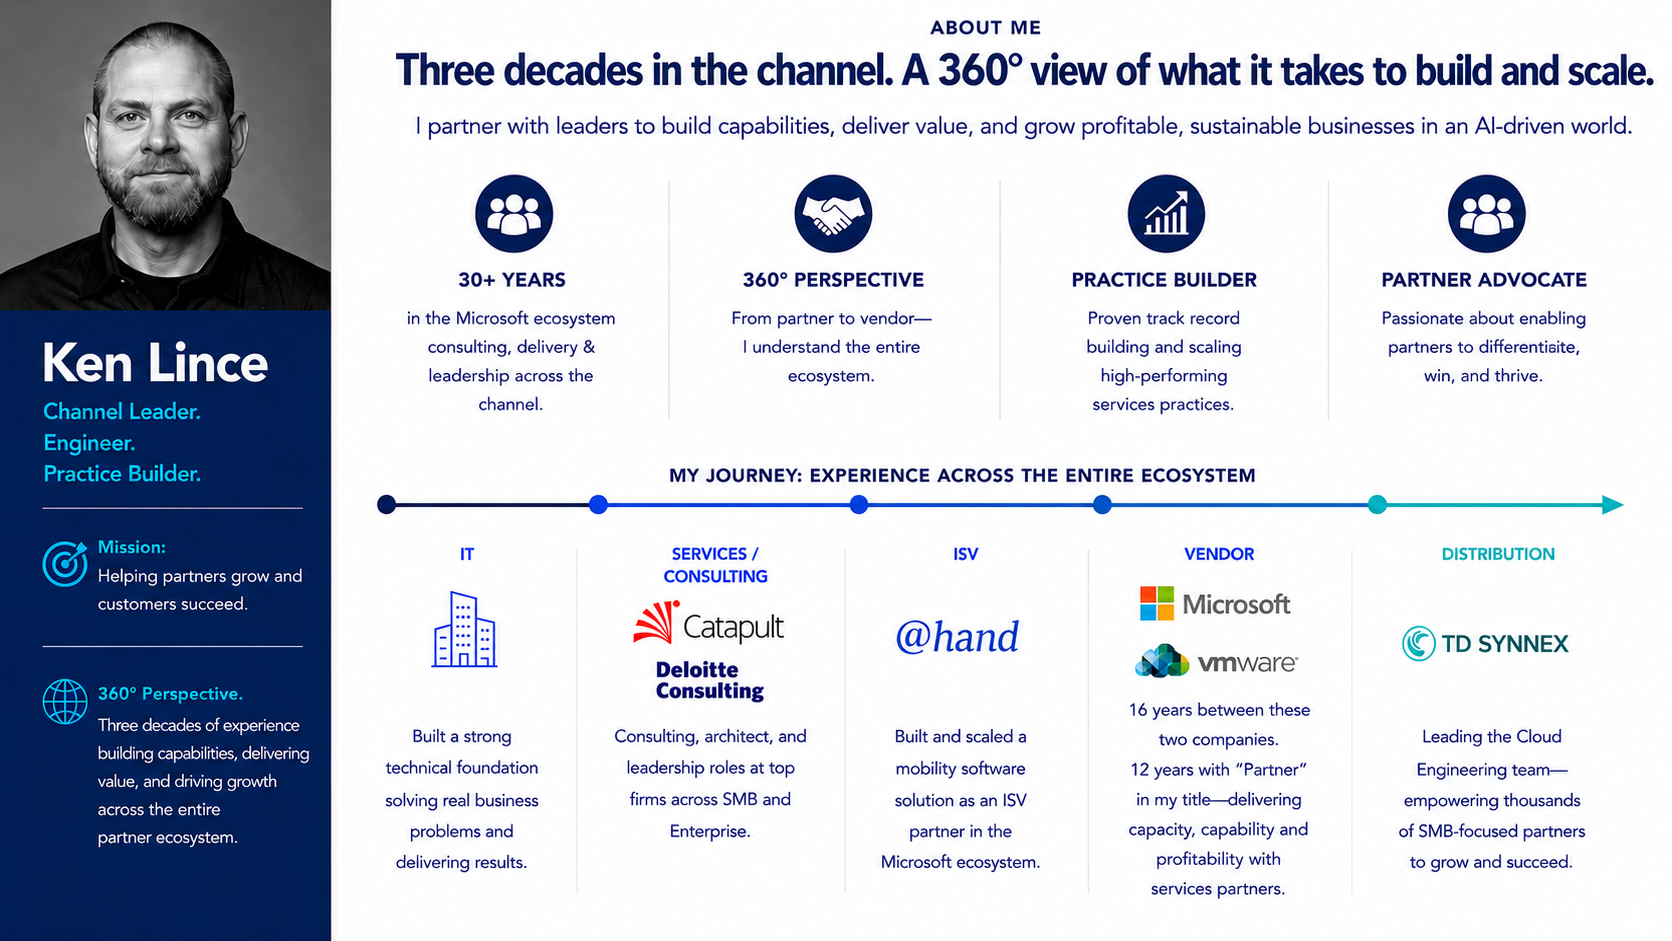 ABOUT ME
Three decades in the channel. A 360° view of what it takes to build and scale.
I partner with leaders to build capabilities, deliver value, and grow profitable, sustainable businesses in an AI-driven world.
30+ YEARS
in the Microsoft ecosystem
consulting, delivery &
leadership across the
channel.
360° PERSPECTIVE
From partner to vendor—
I understand the entire
ecosystem.
PRACTICE BUILDER
Proven track record
building and scaling
high-performing
services practices.
PARTNER ADVOCATE
Passionate about enabling
partners to differentiaite,
win, and thrive.
Ken Lince
Channel Leader.
Engineer.
Practice Builder.
Mission:
Helping partners grow and
customers succeed.
360° Perspective.
Three decades of experience
building capabilities, delivering
value, and driving growth
across the entire
partner ecosystem.
MY JOURNEY: EXPERIENCE ACROSS THE ENTIRE ECOSYSTEM
IT
Built a strong
technical foundation
solving real business
problems and
delivering results.
SERVICES /
CONSULTING
Catapult
Deloitte
Consulting
Consulting, architect, and
leadership roles at top
firms across SMB and
Enterprise.
ISV
@hand
Built and scaled a
mobility software
solution as an ISV
partner in the
Microsoft ecosystem.
VENDOR
Microsoft
vmware
16 years between these
two companies.
12 years with “Partner”
in my title—delivering
capacity, capability and
profitability with
services partners.
DISTRIBUTION
TD SYNNEX
Leading the Cloud
Engineering team—
empowering thousands
of SMB-focused partners
to grow and succeed.